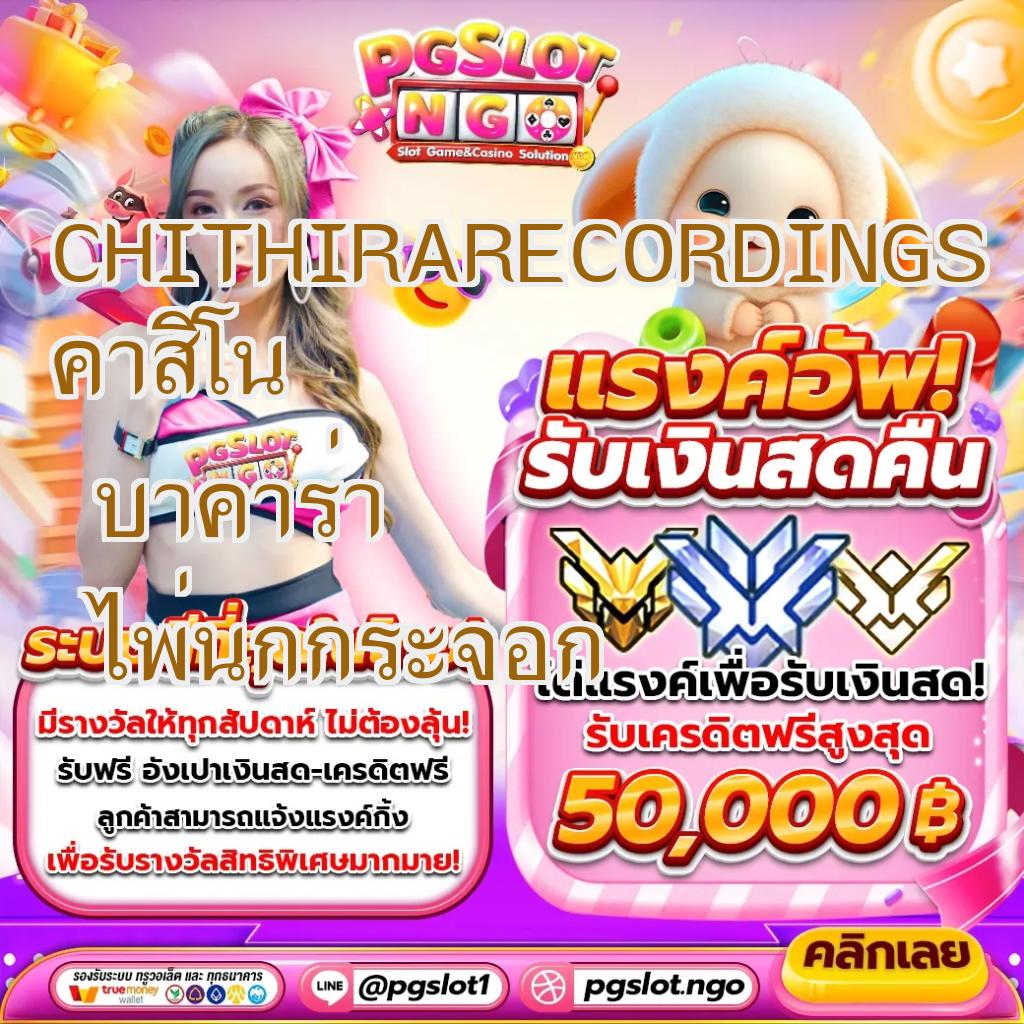 PGSLOT
NGO
Slot Game&Casino Solution
CHITHIRARECORDINGS
คาสิโน
บาคาร่า
ไพ่นกกระจอก
PGSLOT
NGO
แรงค์อัพ!
รับเงินสดคืน
มีรางวัลให้ทุกสัปดาห์ ไม่ต้องลุ้น!
รับฟรี อังเปาเงินสด-เครดิตฟรี
ลูกค้าสามารถแจ้งแรงค์กิ้ง
เพื่อรับรางวัลสิทธิพิเศษมากมาย!
ไต่แรงค์เพื่อรับเงินสด!
รับเครดิตฟรีสูงสุด
50,000 ฿
คลิกเลย
รองรับระบบ ทรูวอเล็ต และ ทุกธนาคาร
truemoney
wallet
LINE @pgslot1
pgslot.ngo